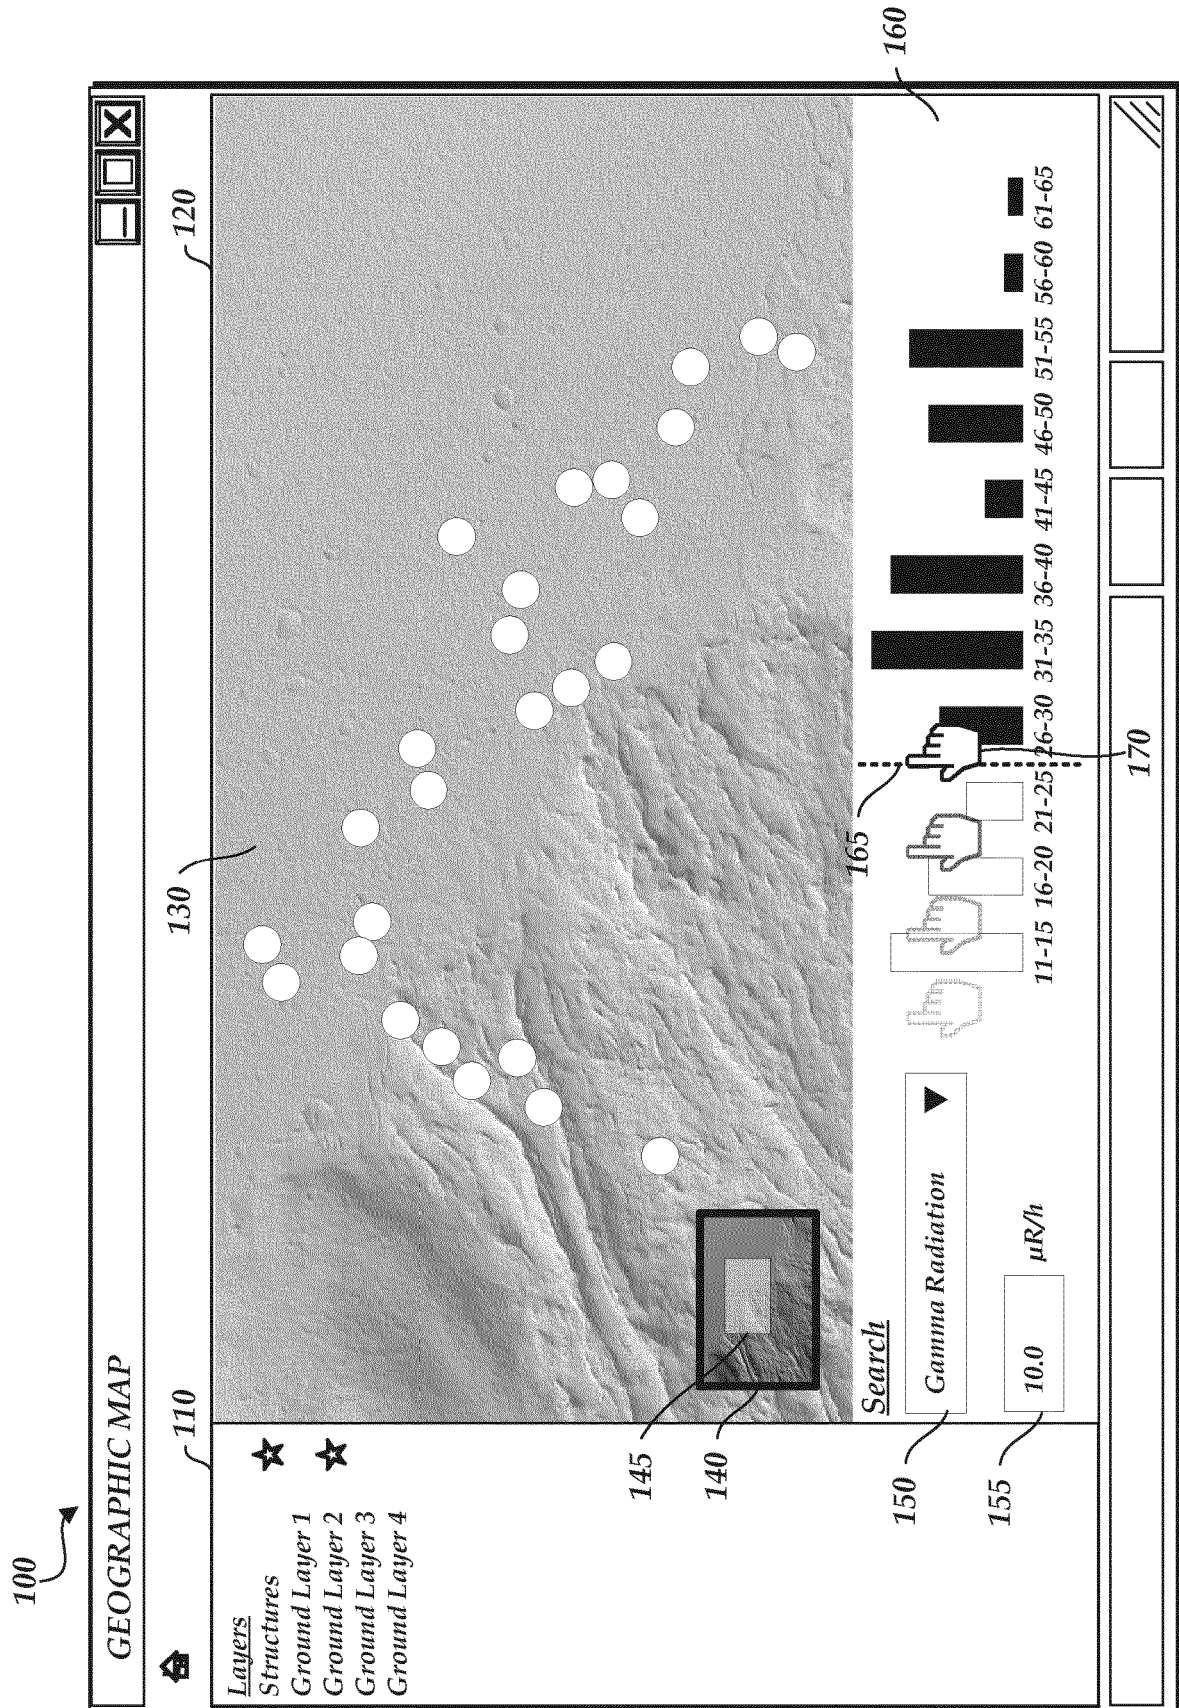 100
GEOGRAPHIC MAP
110
120
130
Layers
Structures
Ground Layer 1
Ground Layer 2
Ground Layer 3
Ground Layer 4
145
140
150
155
Search
Gamma Radiation
10.0
µR/h
165
160
11-15 16-20 21-25 26-30 31-35 36-40 41-45 46-50 51-55 56-60 61-65
170